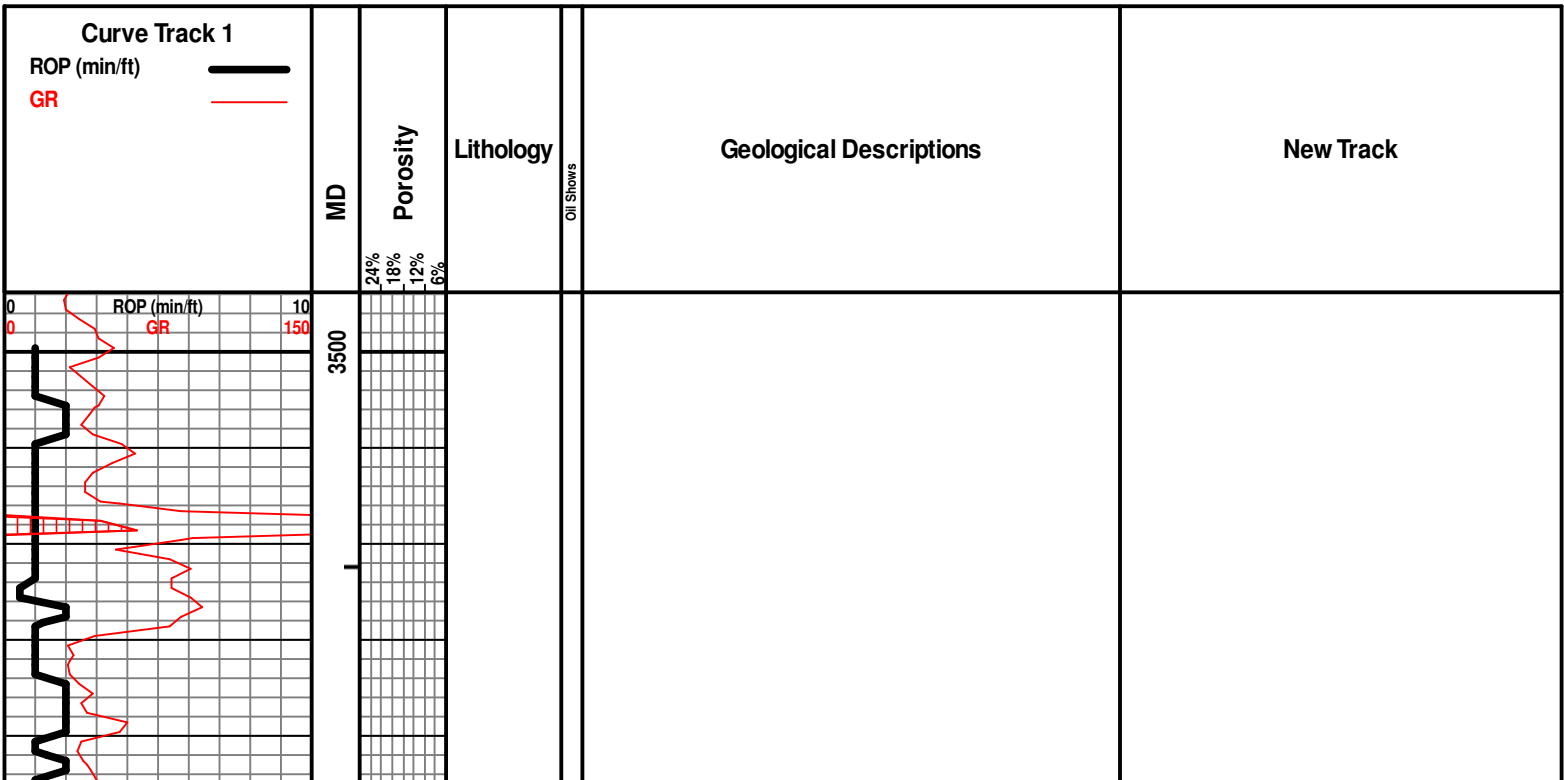 Curve Track 1
ROP (min/ft)
GR
MD
Porosity
24%
18%
12%
6%
Lithology
Oil Shows
Geological Descriptions
New Track
0 ROP (min/ft) 10
0 GR 150
3500